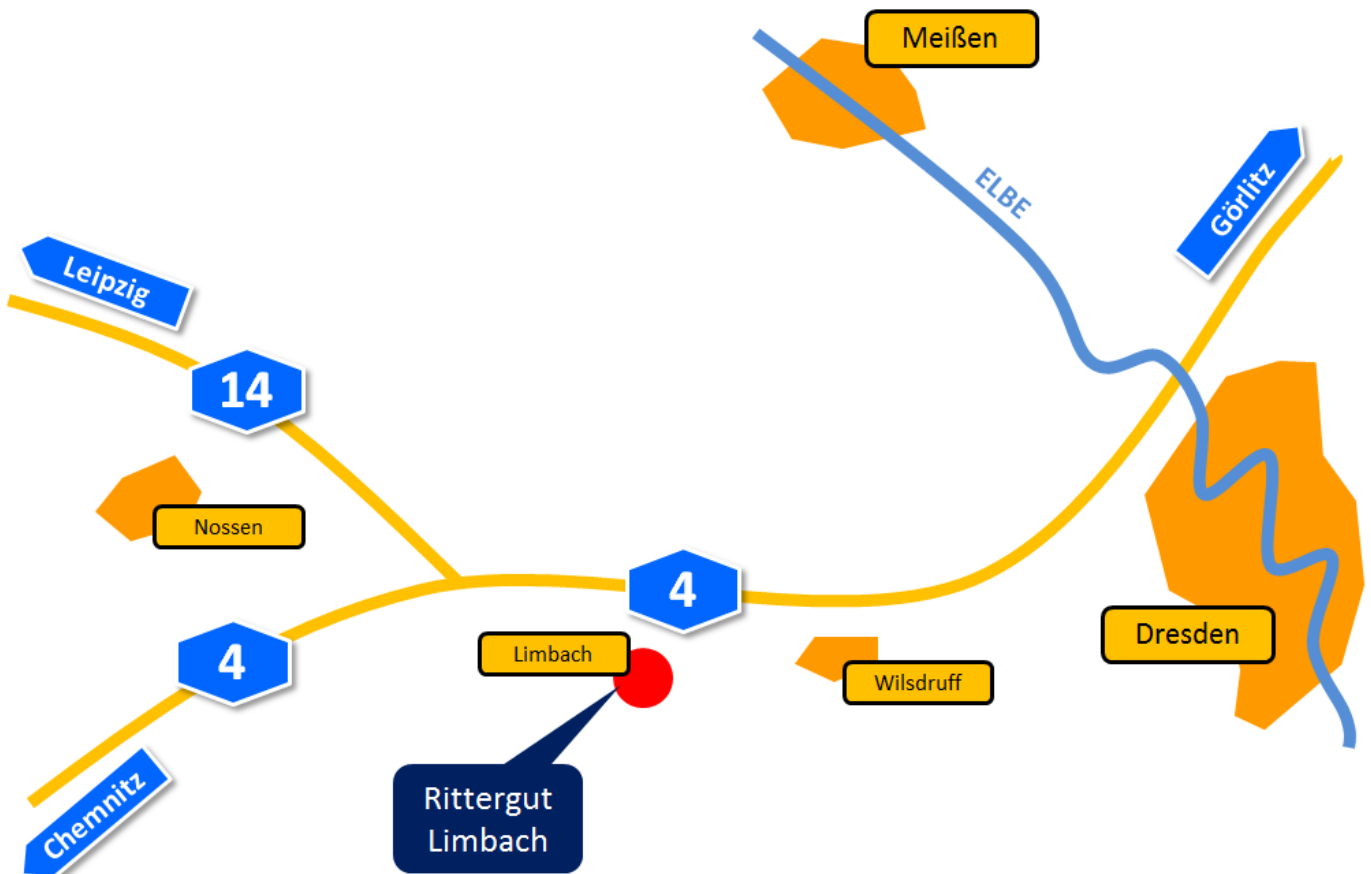 Meißen
ELBE
Görlitz
Leipzig
14
Nossen
4
4
Limbach
Dresden
Wilsdruff
Chemnitz
Rittergut
Limbach